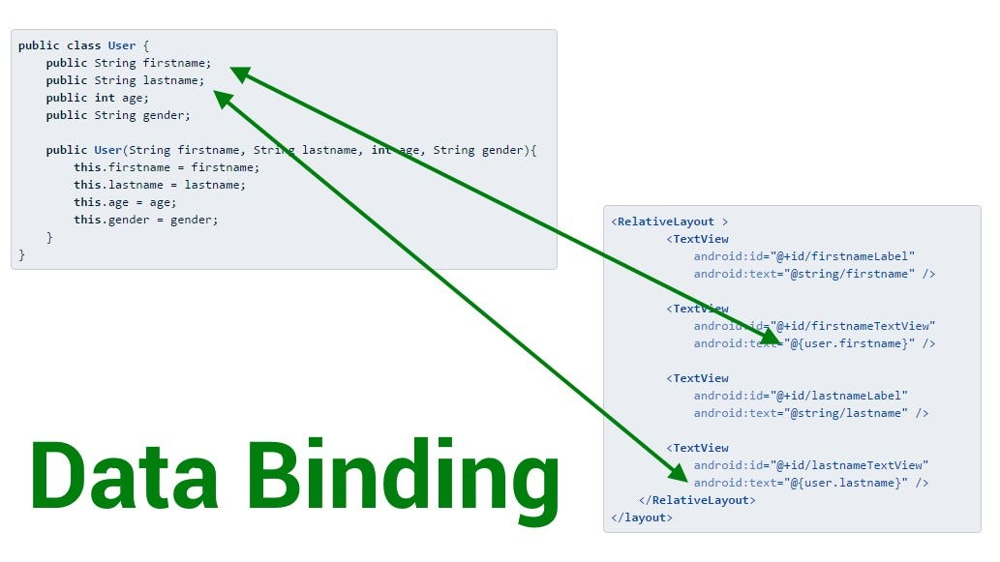 public class User {
    public String firstname;
    public String lastname;
    public int age;
    public String gender;
    public User(String firstname, String lastname, int age, String gender){
        this.firstname = firstname;
        this.lastname = lastname;
        this.age = age;
        this.gender = gender;
    }
}
<RelativeLayout >
        <TextView
            android:id="@+id/firstnameLabel"
            android:text="@string/firstname" />
        <TextView
            android:id="@+id/firstnameTextView"
            android:text="@{user.firstname}" />
        <TextView
            android:id="@+id/lastnameLabel"
            android:text="@string/lastname" />
        <TextView
            android:id="@+id/lastnameTextView"
            android:text="@{user.lastname}" />
    </RelativeLayout>
</layout>
Data Binding